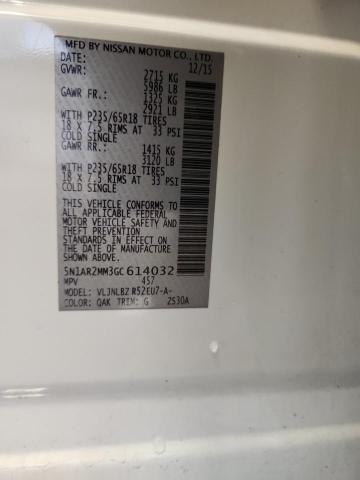 MFD BY NISSAN MOTOR CO., LTD.
DATE: 12/15
GVWR: 2715 KG
5986 LB
GAWR FR.: 1325 KG
2921 LB
WITH P235/65R18 TIRES
18 X 7.5 RIMS AT 33 PSI
COLD SINGLE
GAWR RR.: 1415 KG
3120 LB
WITH P235/65R18 TIRES
18 X 7.5 RIMS AT 33 PSI
COLD SINGLE
THIS VEHICLE CONFORMS TO ALL
APPLICABLE FEDERAL
MOTOR VEHICLE SAFETY
STANDARDS IN EFFECT ON
THE DATE OF MANUFACTURE
SHOWN ABOVE.
5N1AR2MM3GC614032
MPV 457
MODEL: VLJNLBZ R52EU7-A-
COLOR: QAK TRIM: G 2530A